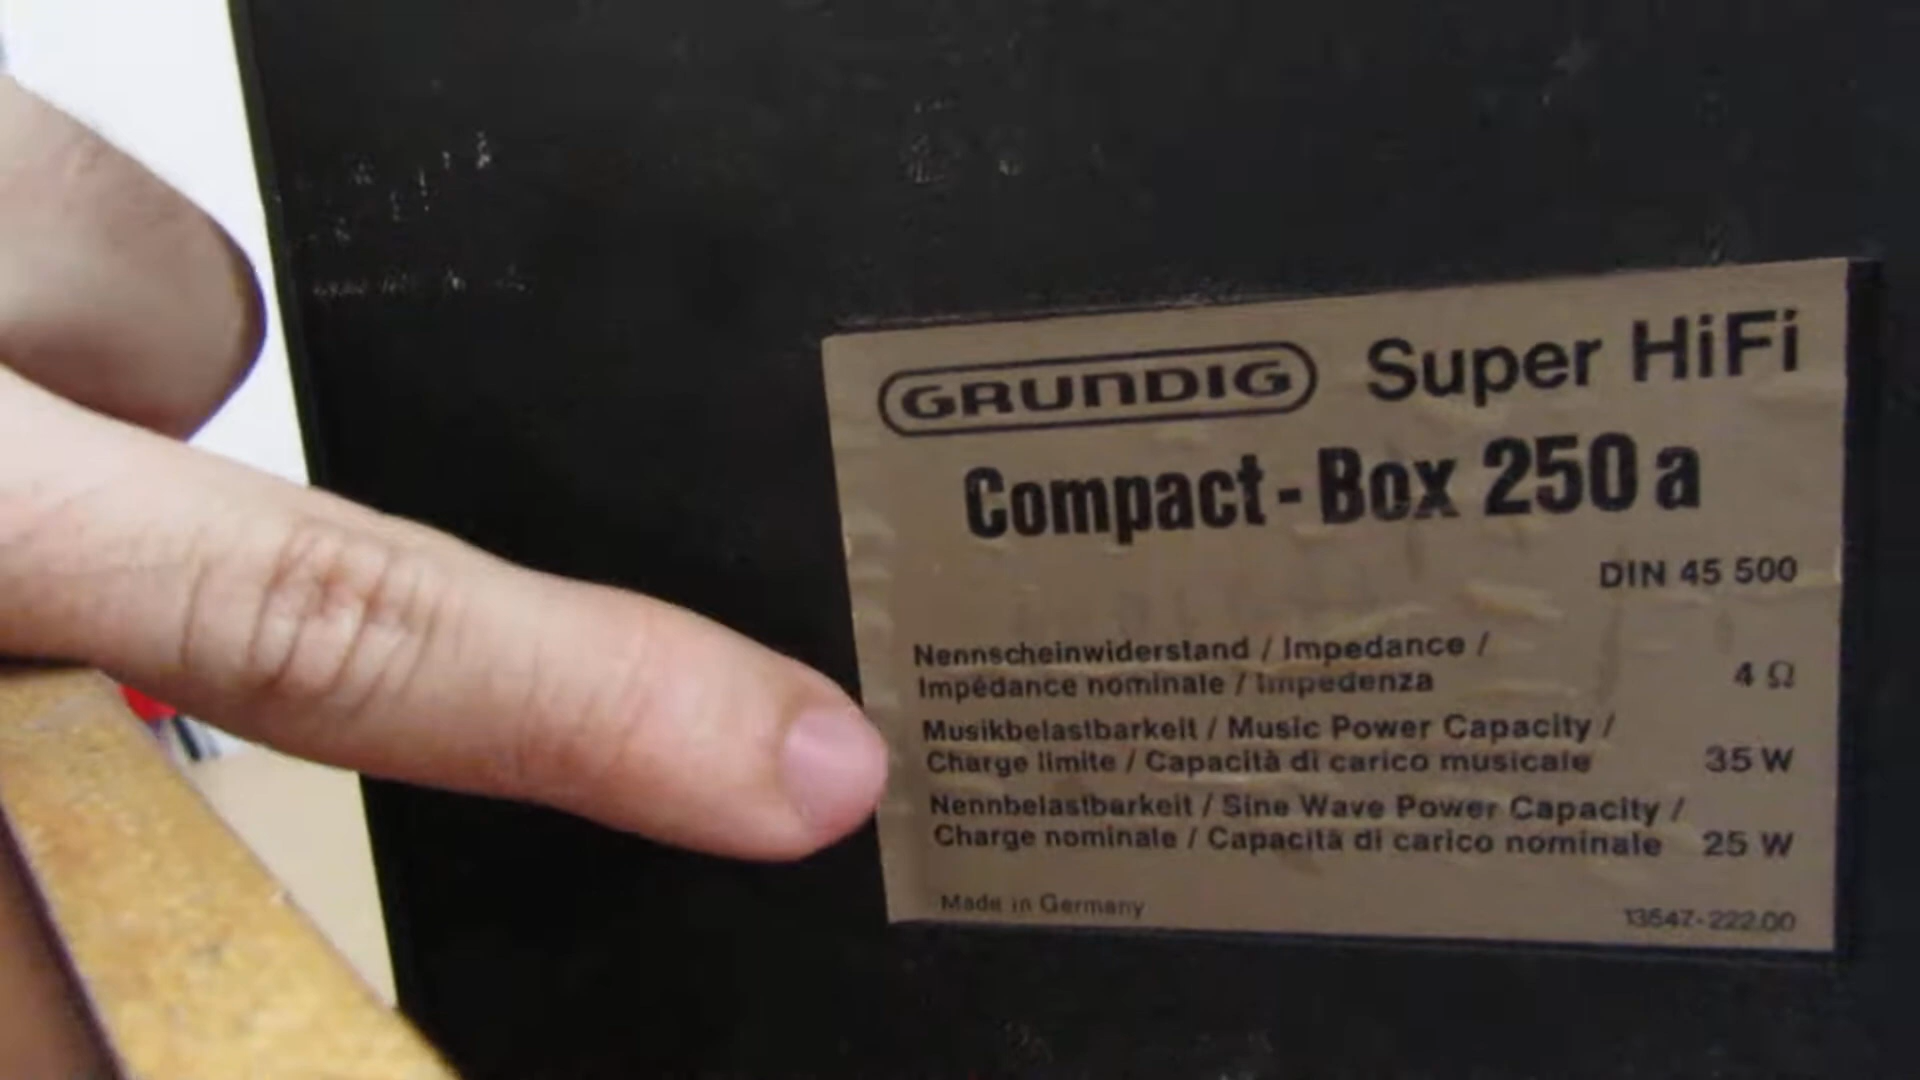 GRUNDIG Super HiFi
Compact-Box 250 a
DIN 45 500
Nennscheinwiderstand / Impedance /
Impédance nominale / Impedenza 4 Ω
Musikbelastbarkeit / Music Power Capacity /
Charge limite / Capacità di carico musicale 35 W
Nennbelastbarkeit / Sine Wave Power Capacity /
Charge nominale / Capacità di carico nominale 25 W
Made in Germany 13547-222.00